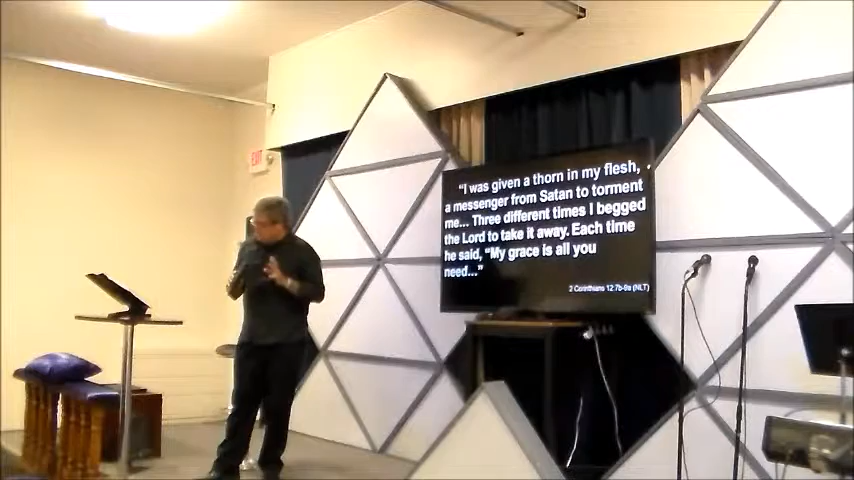 EXIT
"I was given a thorn in my flesh,
a messenger from Satan to torment
me... Three different times I begged
the Lord to take it away. Each time
he said, "My grace is all you
need..."
2 Corinthians 12:7b-9a (NLT)